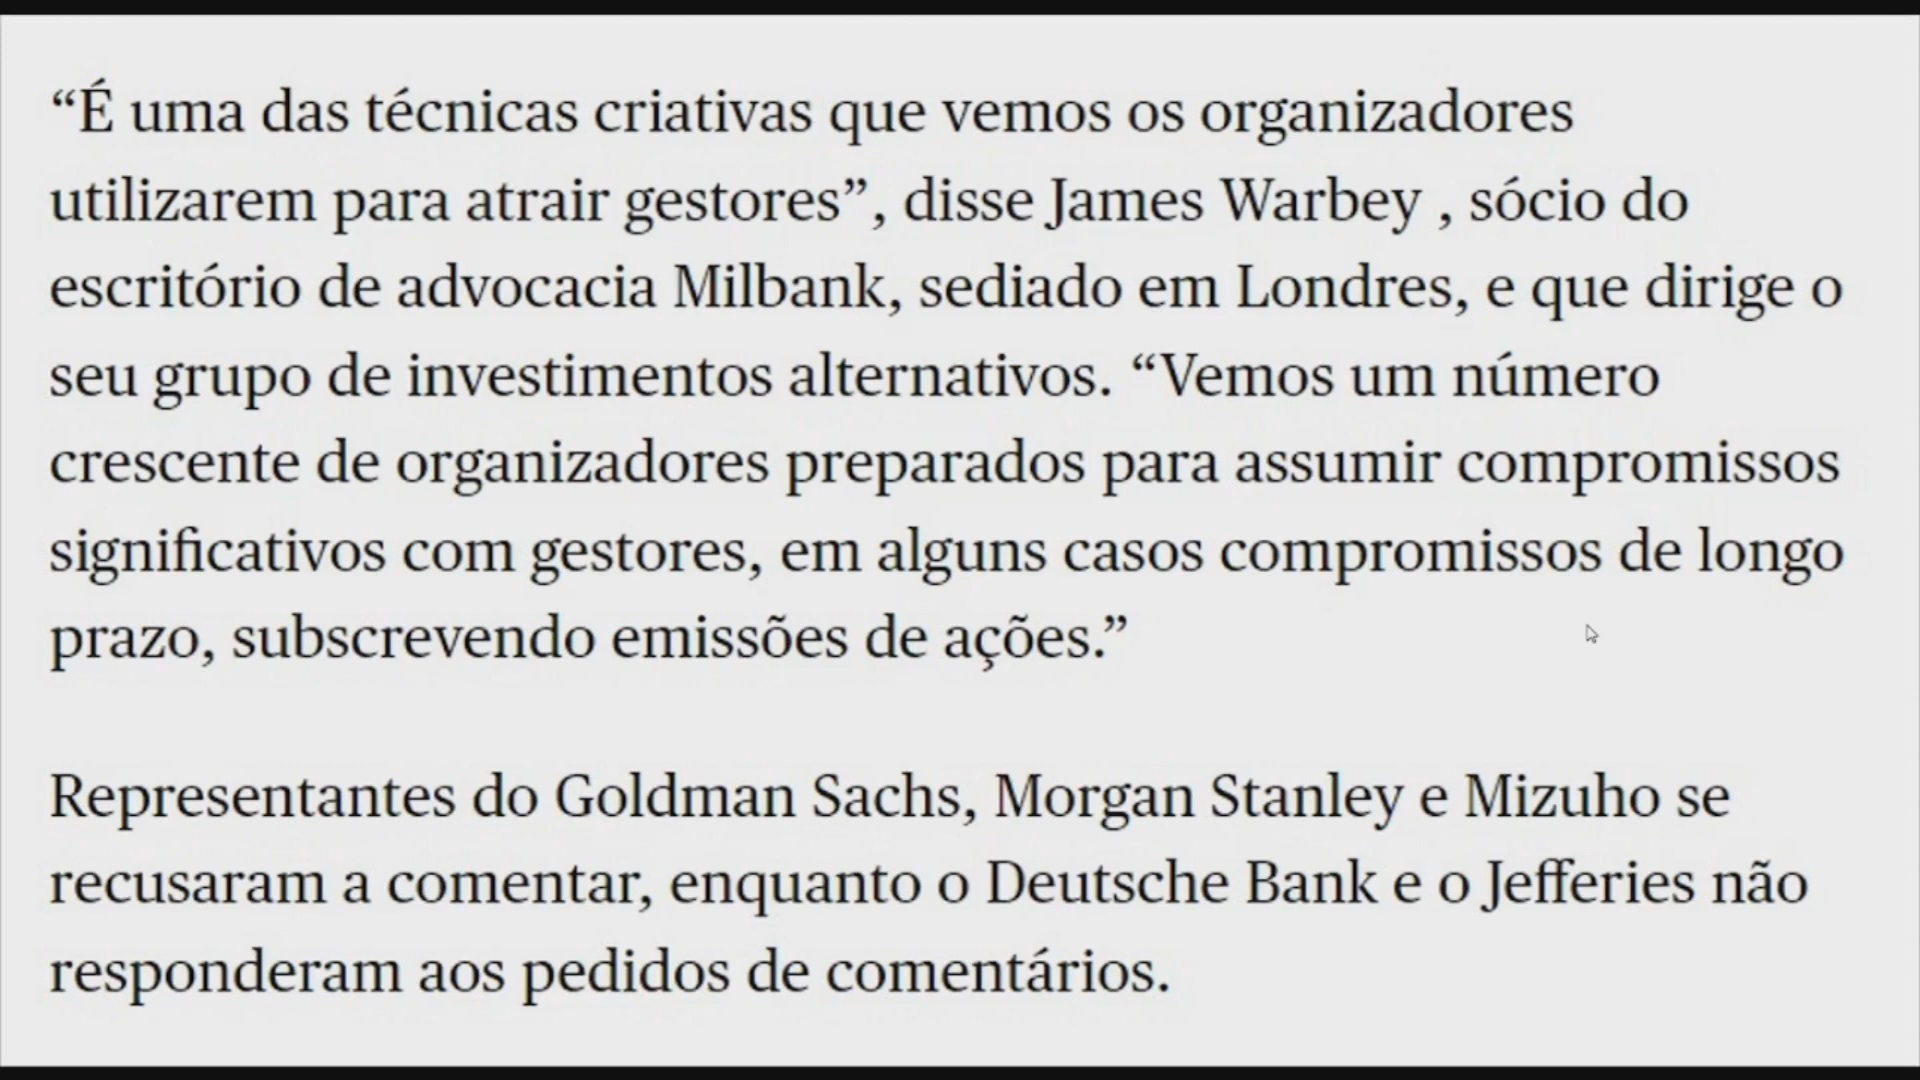 “É uma das técnicas criativas que vemos os organizadores
utilizarem para atrair gestores”, disse James Warbey , sócio do
escritório de advocacia Milbank, sediado em Londres, e que dirige o
seu grupo de investimentos alternativos. “Vemos um número
crescente de organizadores preparados para assumir compromissos
significativos com gestores, em alguns casos compromissos de longo
prazo, subscrevendo emissões de ações.”
Representantes do Goldman Sachs, Morgan Stanley e Mizuho se
recusaram a comentar, enquanto o Deutsche Bank e o Jefferies não
responderam aos pedidos de comentários.